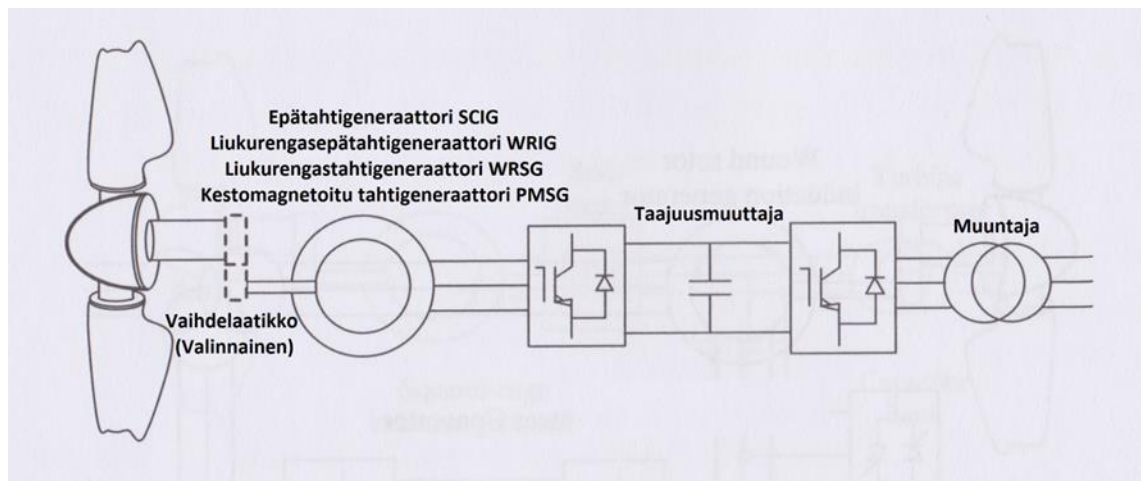 Epätahtigeneraattori SCIG
Liukurengasepätahtigeneraattori WRIG
Liukurengastahtigeneraattori WRSG
Kestomagnetoitu tahtigeneraattori PMSG
Taajuusmuuttaja
Muuntaja
Vaihdelaatikko
(Valinnainen)